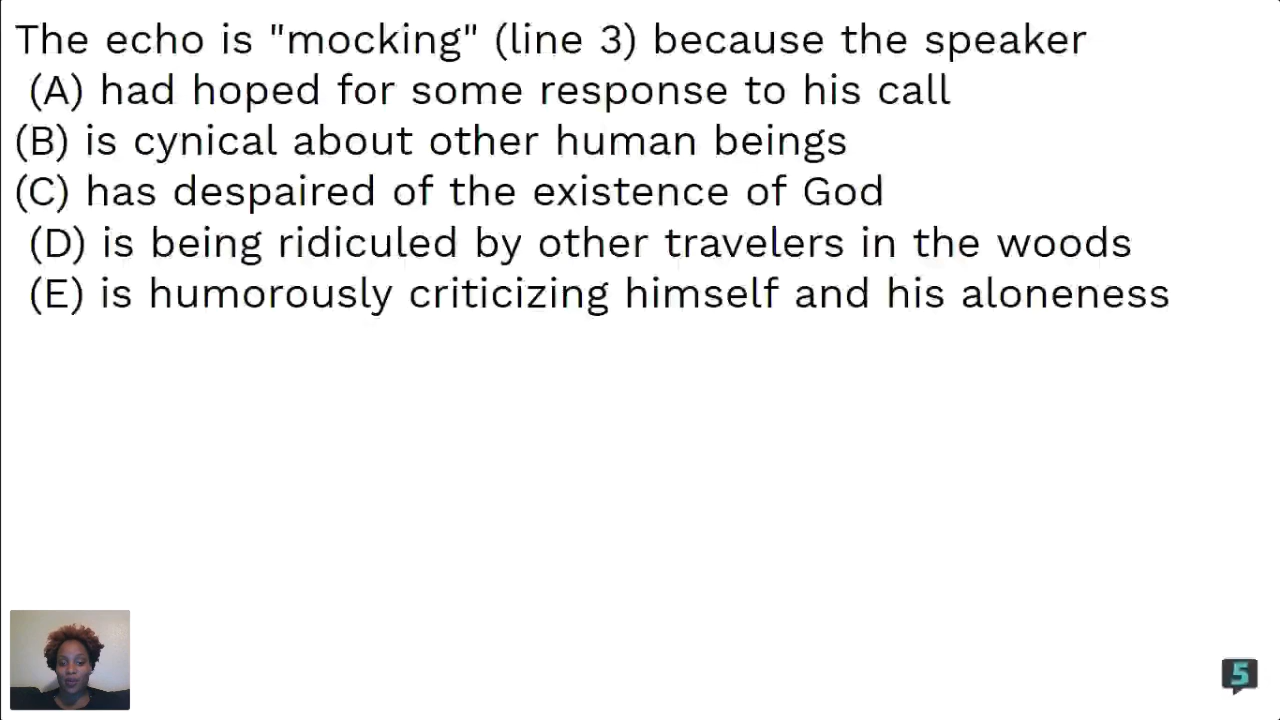 The echo is "mocking" (line 3) because the speaker
(A) had hoped for some response to his call
(B) is cynical about other human beings
(C) has despaired of the existence of God
(D) is being ridiculed by other travelers in the woods
(E) is humorously criticizing himself and his aloneness
5